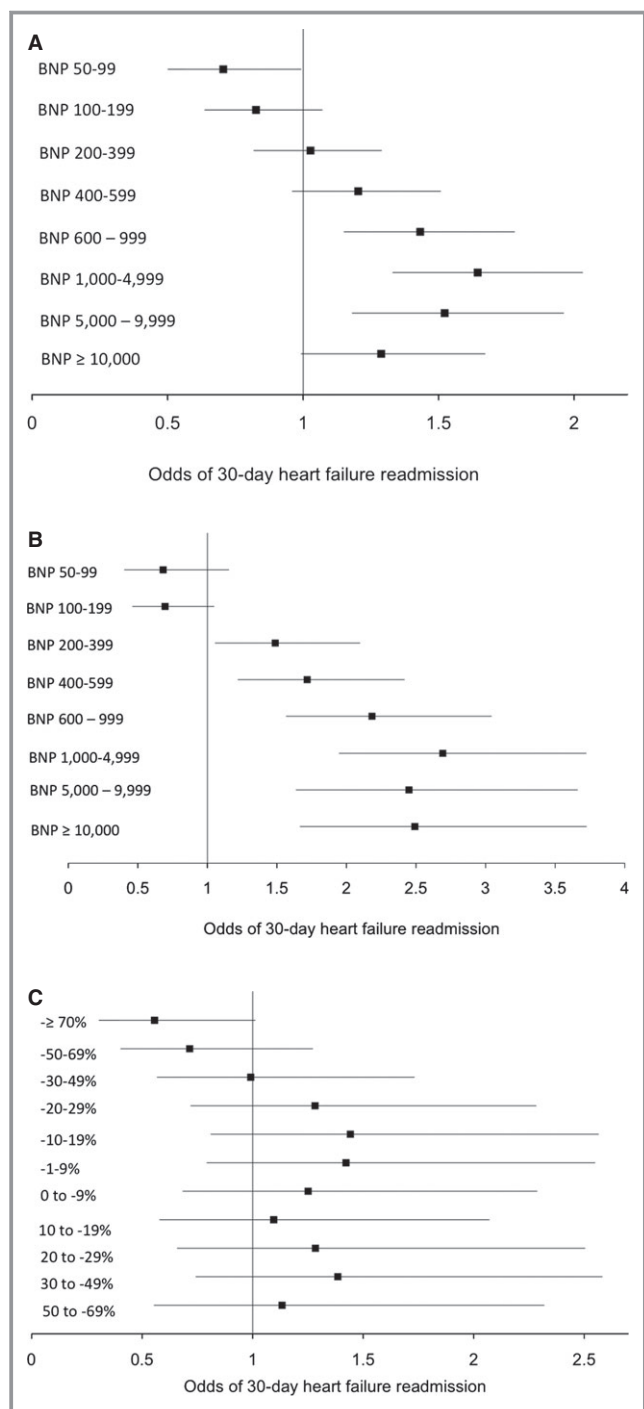 A
BNP 50-99
BNP 100-199
BNP 200-399
BNP 400-599
BNP 600 – 999
BNP 1,000-4,999
BNP 5,000 – 9,999
BNP ≥ 10,000
0 0.5 1 1.5 2
Odds of 30-day heart failure readmission
B
BNP 50-99
BNP 100-199
BNP 200-399
BNP 400-599
BNP 600 – 999
BNP 1,000-4,999
BNP 5,000 – 9,999
BNP ≥ 10,000
0 0.5 1 1.5 2 2.5 3 3.5 4
Odds of 30-day heart failure readmission
C
-≥ 70%
-50-69%
-30-49%
-20-29%
-10-19%
-1-9%
0 to -9%
10 to -19%
20 to -29%
30 to -49%
50 to -69%
0 0.5 1 1.5 2 2.5
Odds of 30-day heart failure readmission